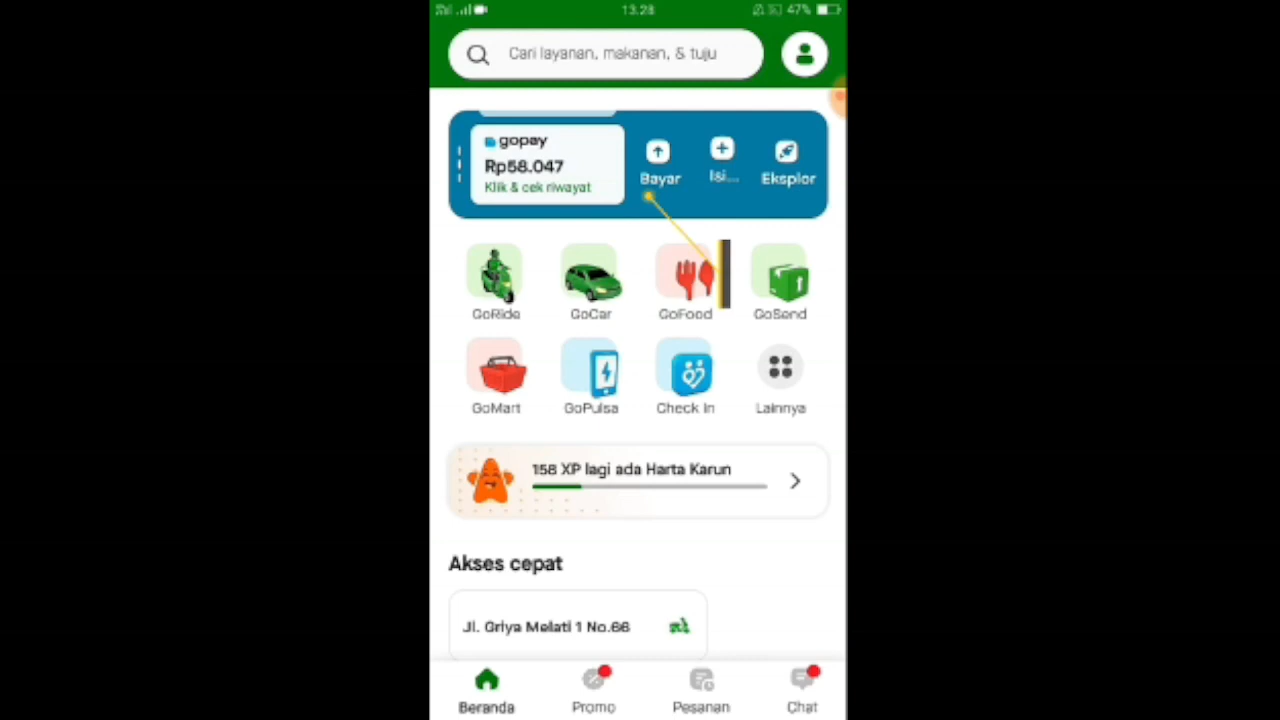 13.28
47%
Cari layanan, makanan, & tuju
gopay
Rp58.047
Klik & cek riwayat
Bayar
Isi...
Eksplor
GoRide
GoCar
GoFood
GoSend
GoMart
GoPulsa
Check In
Lainnya
158 XP lagi ada Harta Karun
Akses cepat
Jl. Griya Melati 1 No.66
Beranda
Promo
Pesanan
Chat